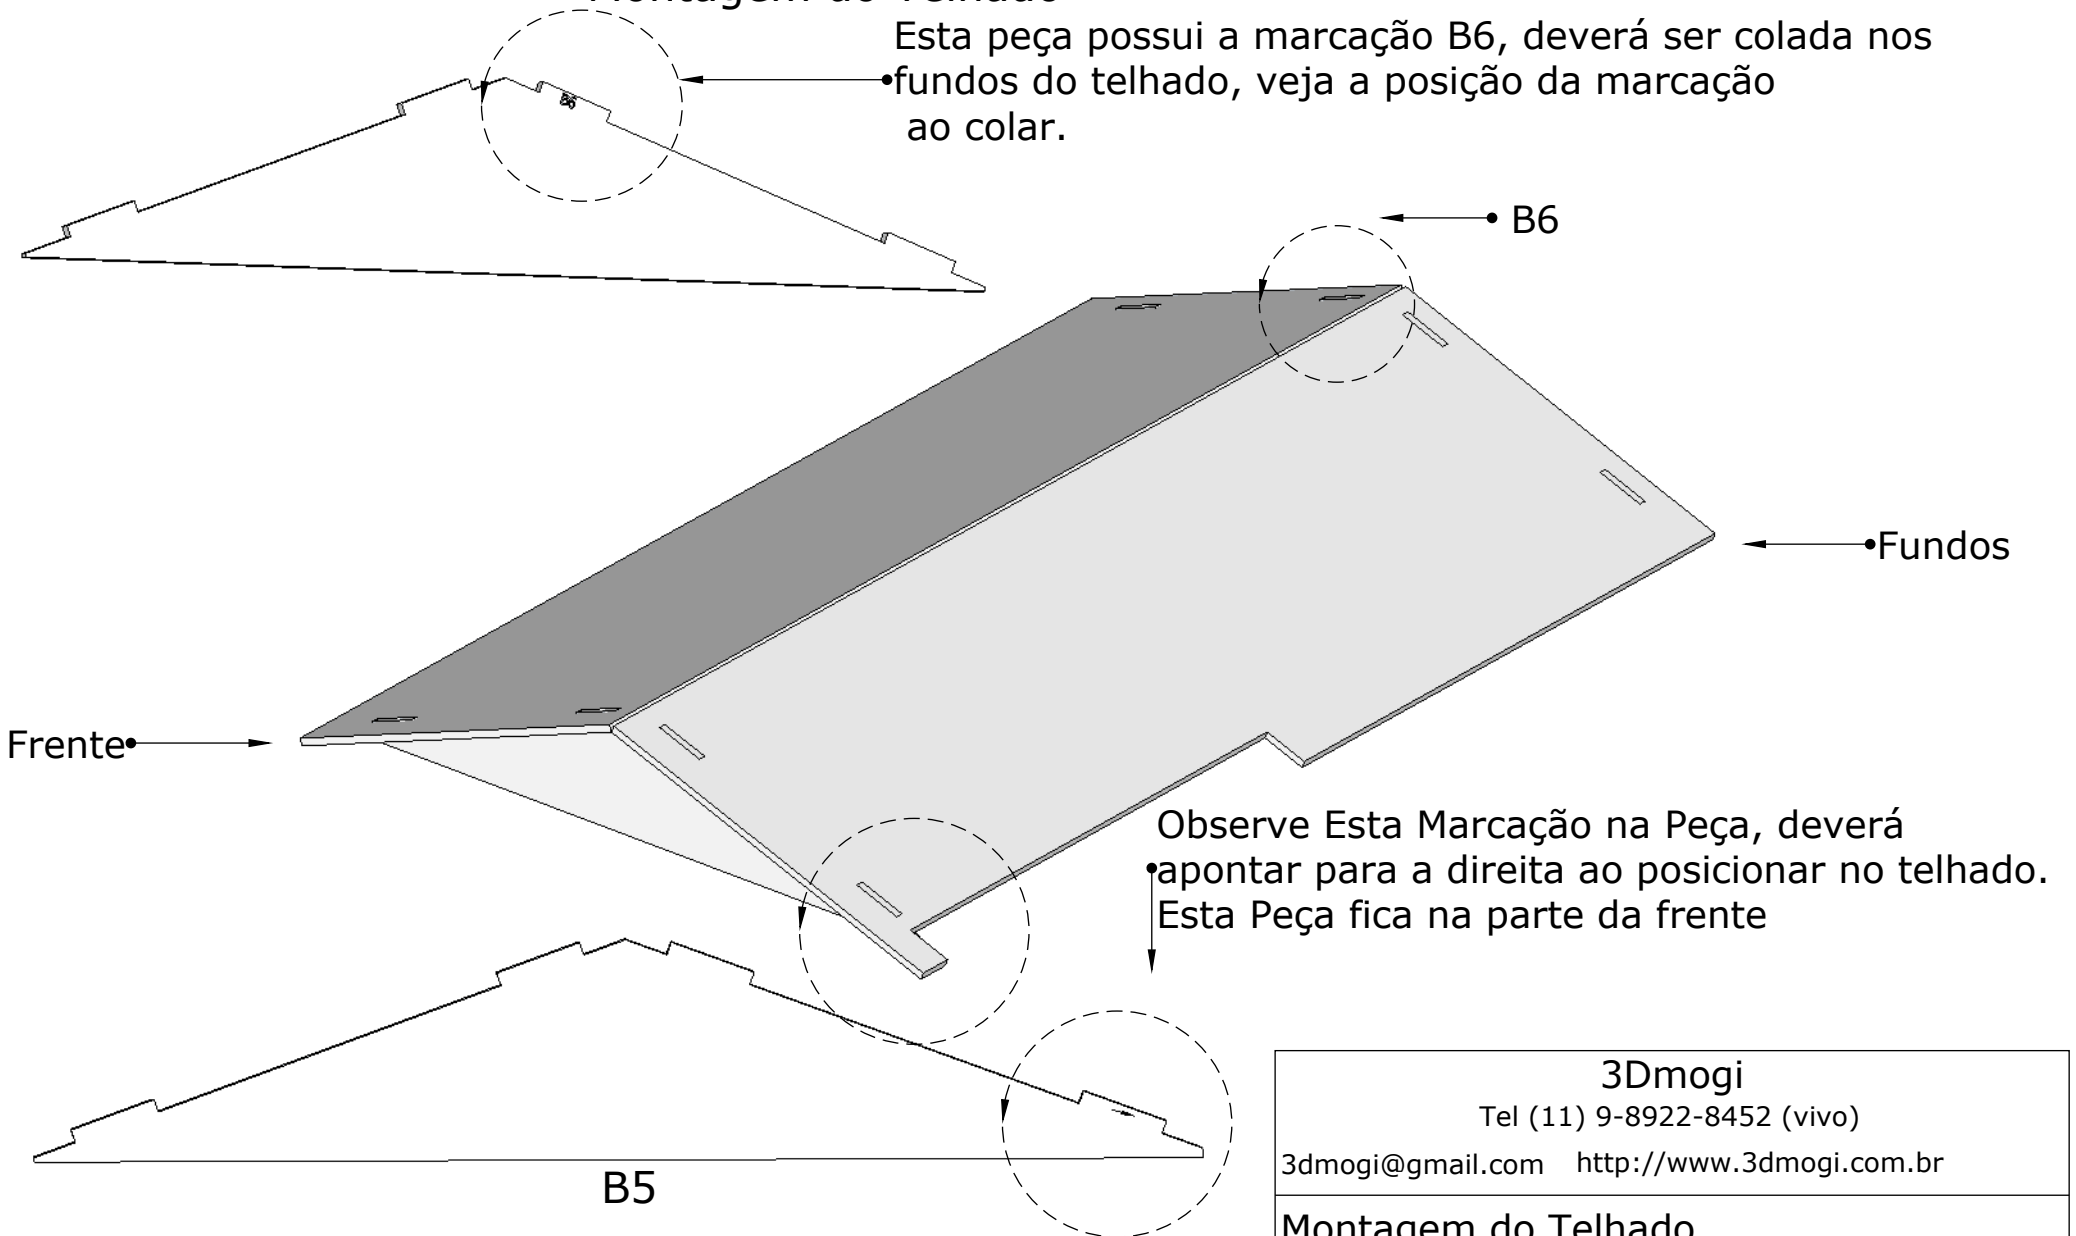 Montagem do Telhado
Esta peça possui a marcação B6, deverá ser colada nos
fundos do telhado, veja a posição da marcação
ao colar.
B6
B6
Fundos
Frente
Observe Esta Marcação na Peça, deverá
apontar para a direita ao posicionar no telhado.
Esta Peça fica na parte da frente
B5
3Dmogi
Tel (11) 9-8922-8452 (vivo)
3dmogi@gmail.com http://www.3dmogi.com.br
Montagem do Telhado